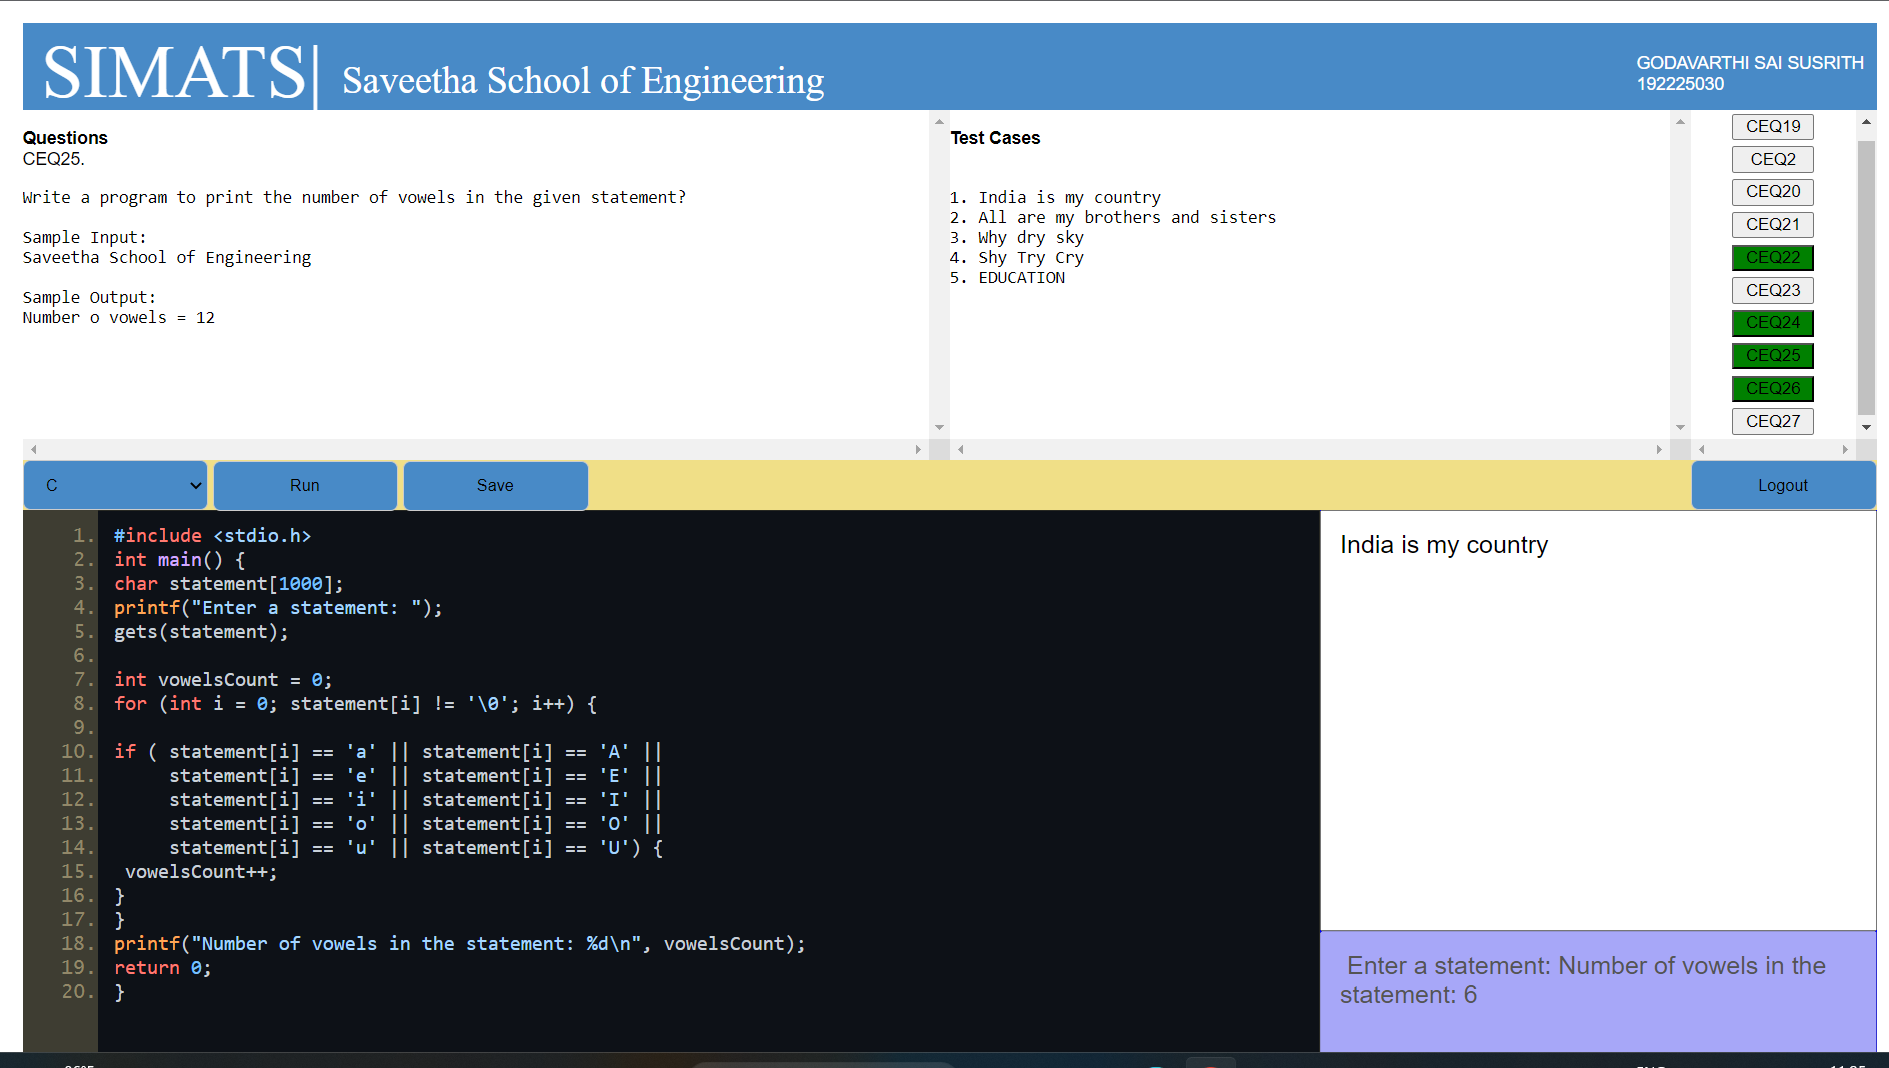 SIMATS| Saveetha School of Engineering
GODAVARTHI SAI SUSRITH
192225030
Questions
CEQ25.
Write a program to print the number of vowels in the given statement?
Sample Input:
Saveetha School of Engineering
Sample Output:
Number o vowels = 12
Test Cases
1. India is my country
2. All are my brothers and sisters
3. Why dry sky
4. Shy Try Cry
5. EDUCATION
CEQ19
CEQ2
CEQ20
CEQ21
CEQ22
CEQ23
CEQ24
CEQ25
CEQ26
CEQ27
C
Run
Save
Logout
1. #include <stdio.h>
2. int main() {
3. char statement[1000];
4. printf("Enter a statement: ");
5. gets(statement);
6.
7. int vowelsCount = 0;
8. for (int i = 0; statement[i] != '\0'; i++) {
9.
10. if ( statement[i] == 'a' || statement[i] == 'A' ||
11. statement[i] == 'e' || statement[i] == 'E' ||
12. statement[i] == 'i' || statement[i] == 'I' ||
13. statement[i] == 'o' || statement[i] == 'O' ||
14. statement[i] == 'u' || statement[i] == 'U') {
15. vowelsCount++;
16. }
17. }
18. printf("Number of vowels in the statement: %d\n", vowelsCount);
19. return 0;
20. }
India is my country
Enter a statement: Number of vowels in the
statement: 6